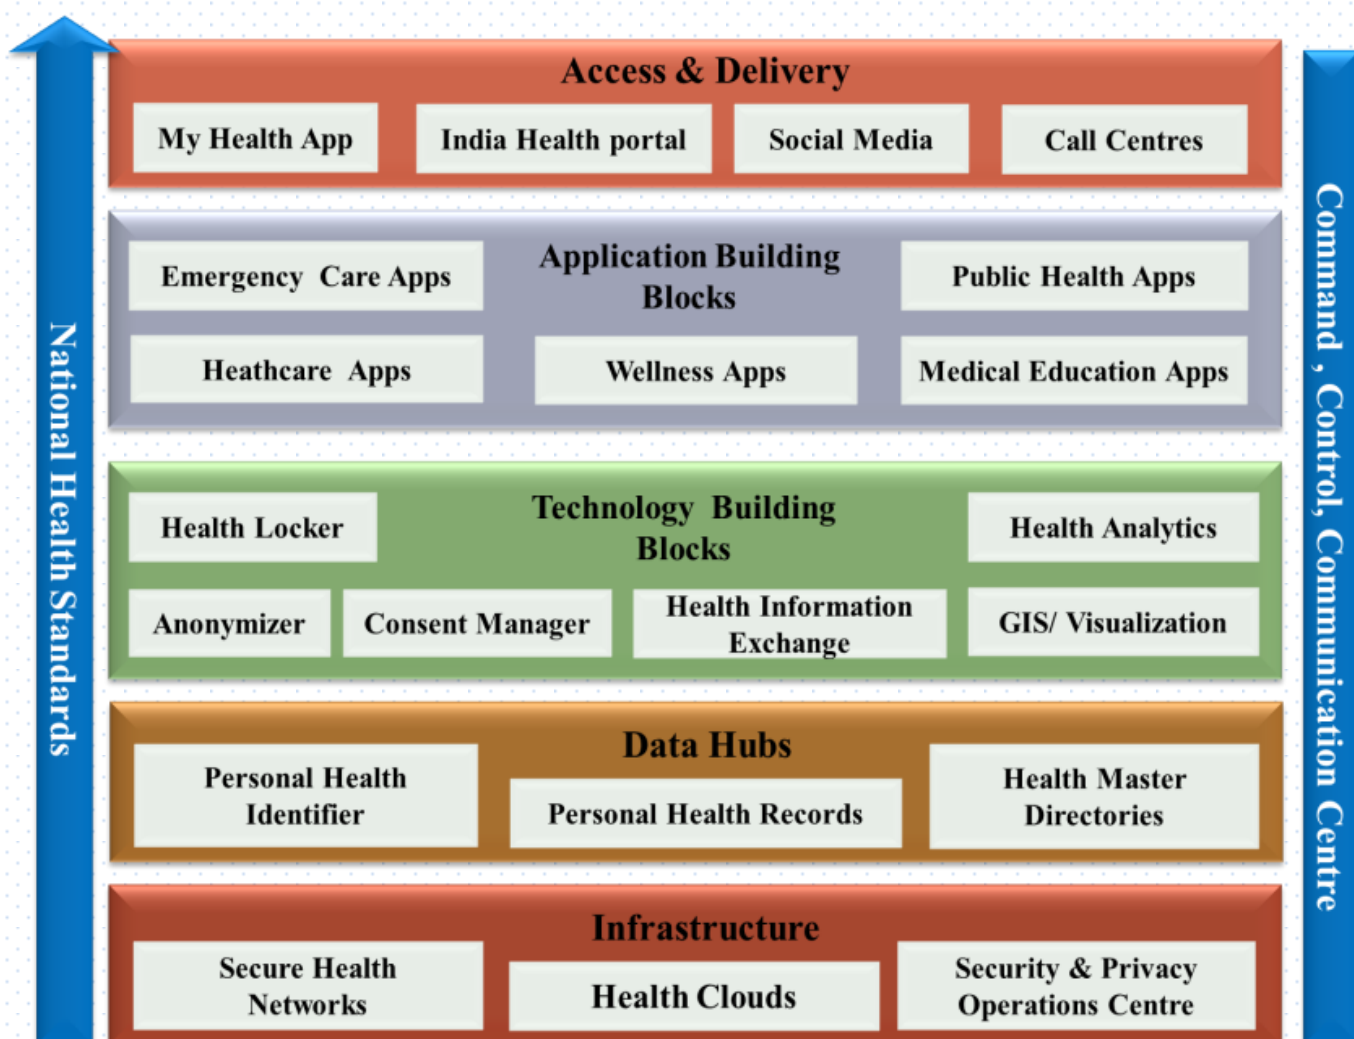 Access & Delivery
My Health App
India Health portal
Social Media
Call Centres
Application Building
Blocks
Emergency Care Apps
Public Health Apps
Heathcare Apps
Wellness Apps
Medical Education Apps
Technology Building
Blocks
Health Locker
Health Analytics
Anonymizer
Consent Manager
Health Information
Exchange
GIS/ Visualization
Data Hubs
Personal Health
Identifier
Personal Health Records
Health Master
Directories
Infrastructure
Secure Health
Networks
Health Clouds
Security & Privacy
Operations Centre
National Health Standards
Command , Control, Communication Centre